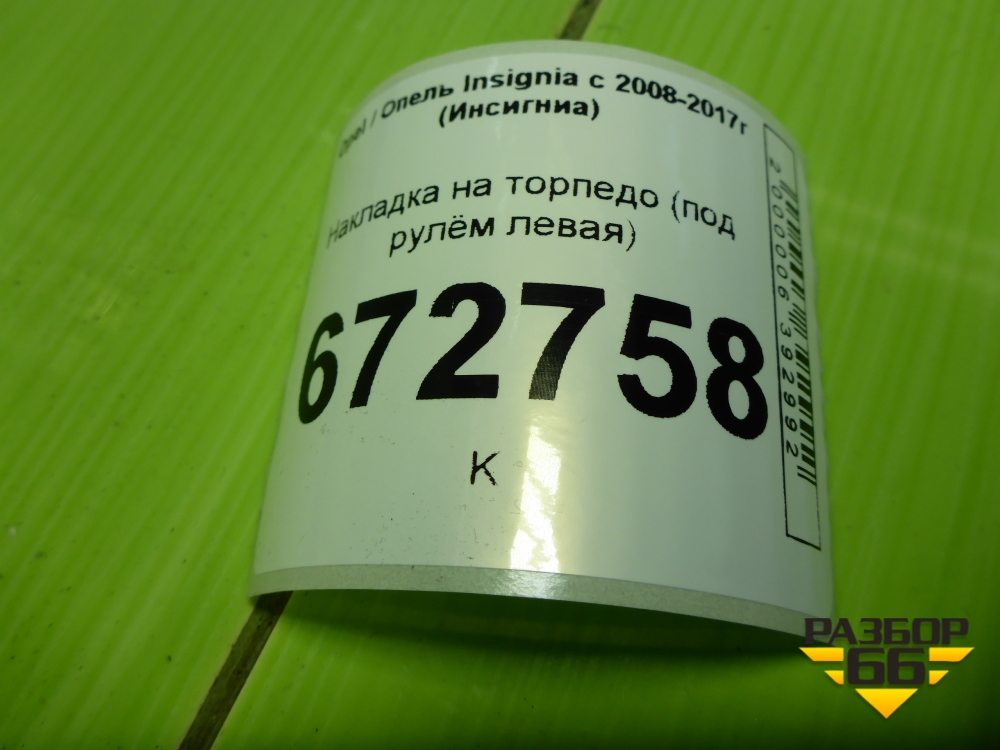 Opel / Опель Insignia с 2008-2017г
(Инсигниа)
Накладка на торпедо (под
рулём левая)
672758
К
2000006392992
РАЗБОР
66